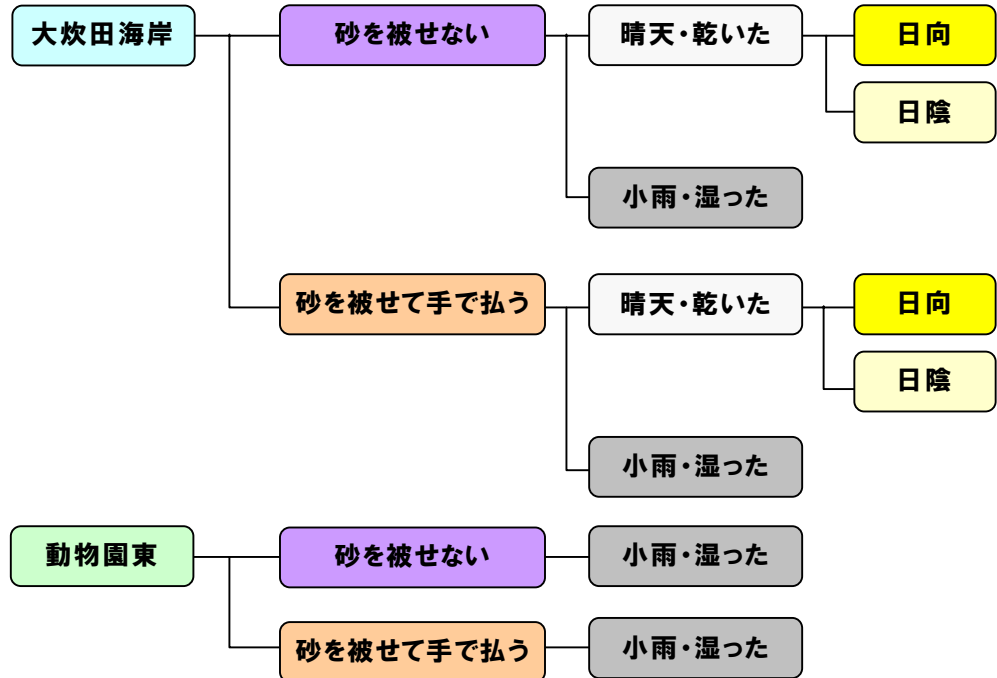 大炊田海岸
砂を被せない
晴天・乾いた
日向
日陰
小雨・湿った
砂を被せて手で払う
晴天・乾いた
日向
日陰
小雨・湿った
動物園東
砂を被せない
小雨・湿った
砂を被せて手で払う
小雨・湿った